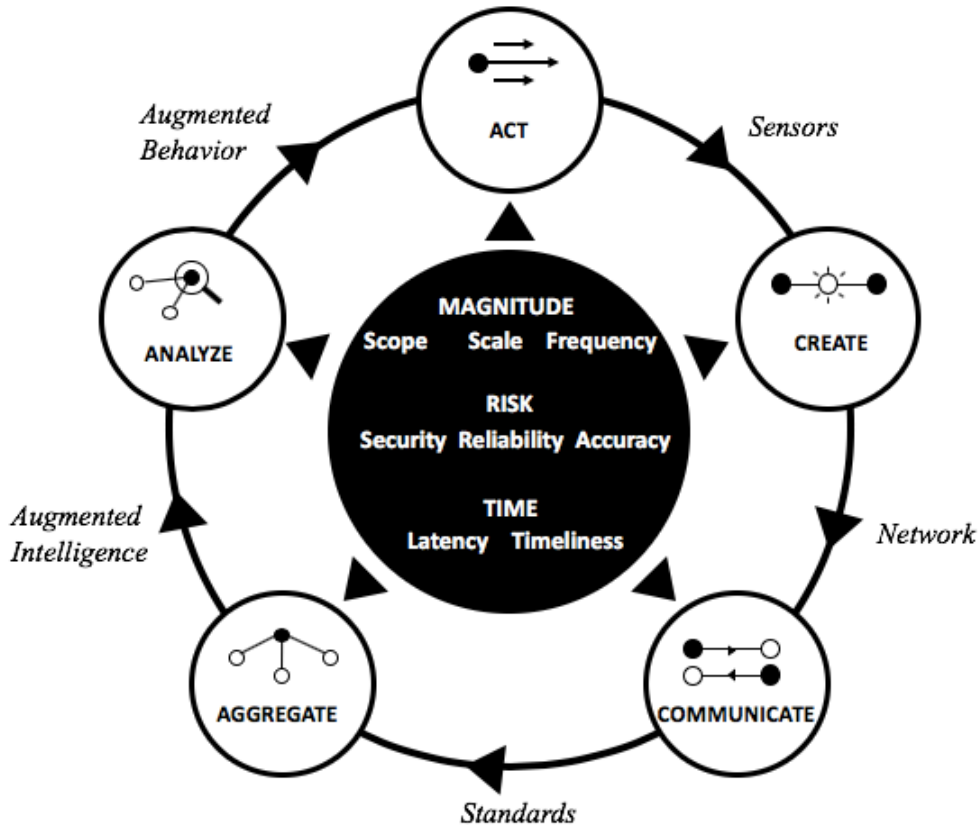 ACT
Augmented
Behavior
Sensors
ANALYZE
CREATE
MAGNITUDE
Scope Scale Frequency
RISK
Security Reliability Accuracy
TIME
Latency Timeliness
Augmented
Intelligence
Network
AGGREGATE
COMMUNICATE
Standards